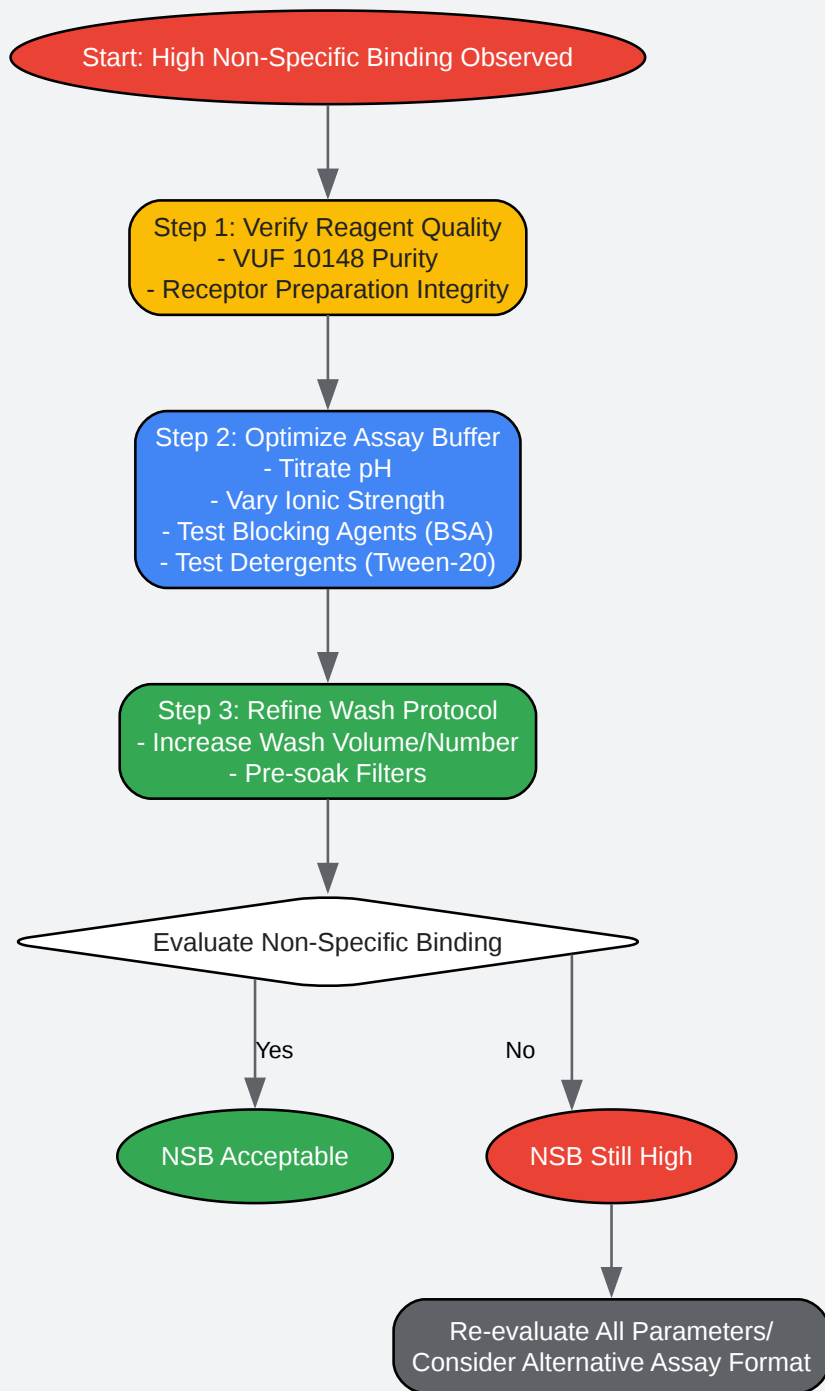 Start: High Non-Specific Binding Observed
Step 1: Verify Reagent Quality
- VUF 10148 Purity
- Receptor Preparation Integrity
Step 2: Optimize Assay Buffer
- Titrate pH
- Vary Ionic Strength
- Test Blocking Agents (BSA)
- Test Detergents (Tween-20)
Step 3: Refine Wash Protocol
- Increase Wash Volume/Number
- Pre-soak Filters
Evaluate Non-Specific Binding
Yes
No
NSB Acceptable
NSB Still High
Re-evaluate All Parameters/
Consider Alternative Assay Format